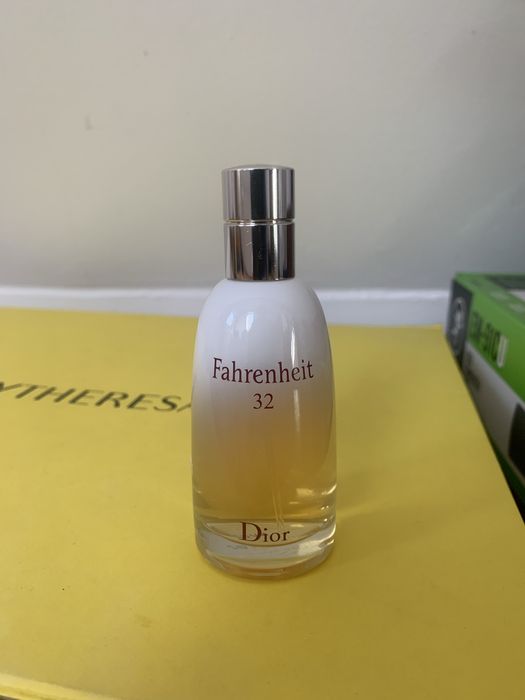 Fahrenheit
32
YTHERESA
Dior